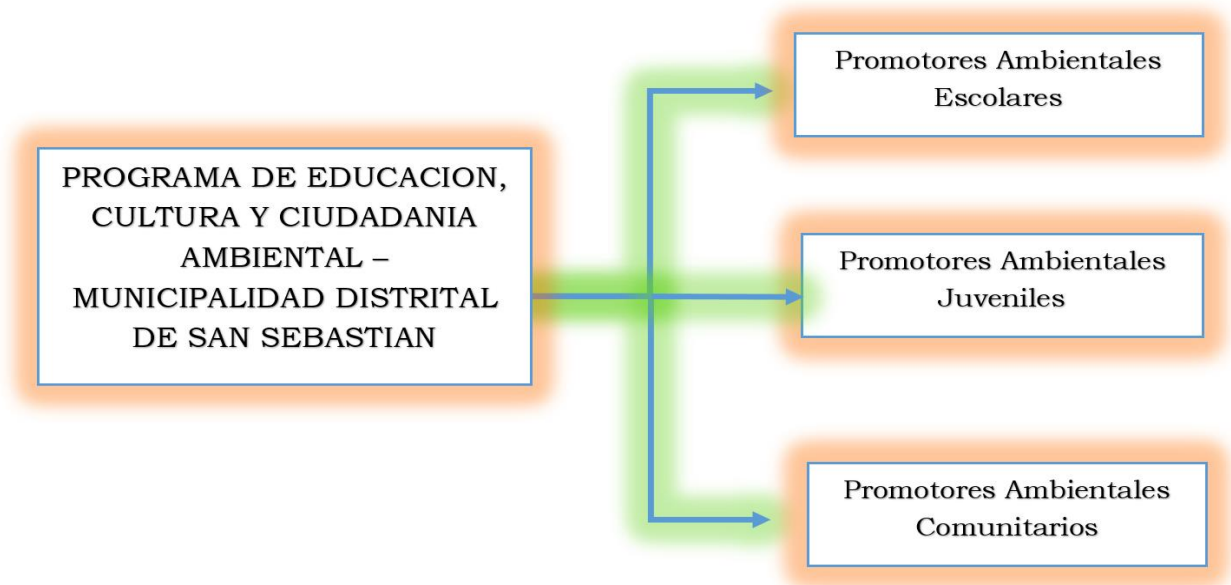 PROGRAMA DE EDUCACION,
CULTURA Y CIUDADANIA
AMBIENTAL –
MUNICIPALIDAD DISTRITAL
DE SAN SEBASTIAN
Promotores Ambientales
Escolares
Promotores Ambientales
Juveniles
Promotores Ambientales
Comunitarios